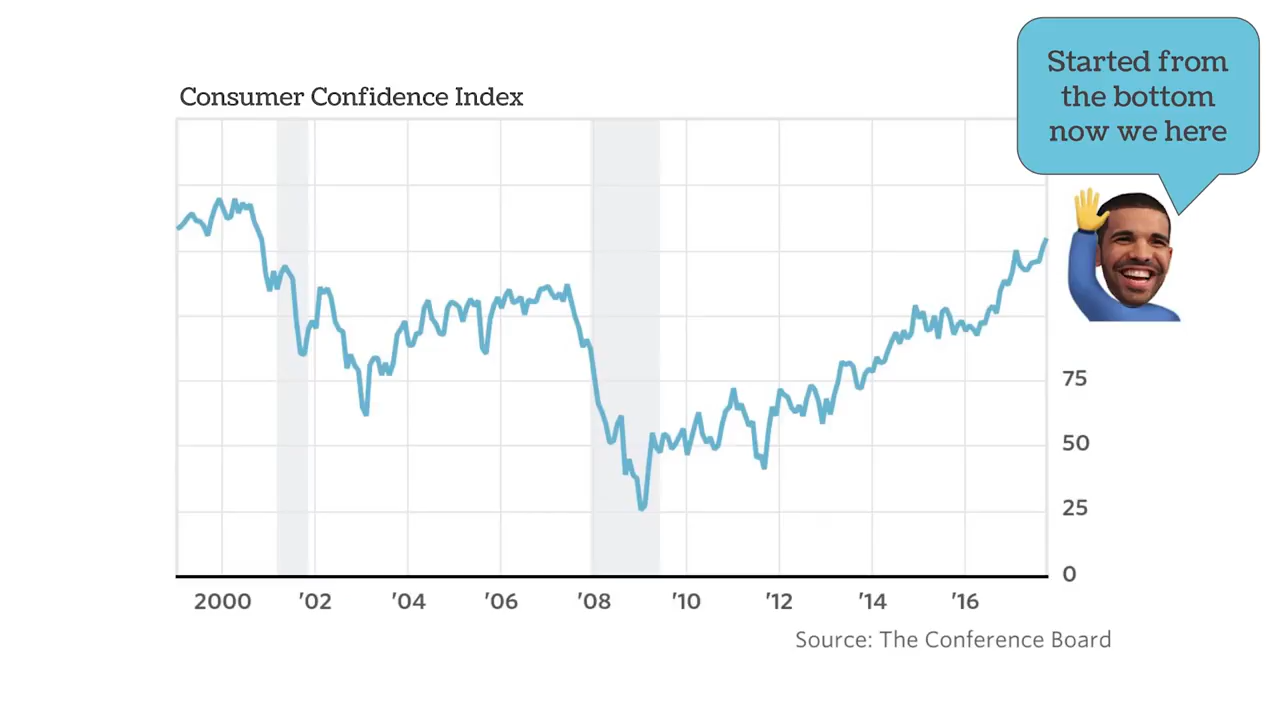 Started from
the bottom
now we here
Consumer Confidence Index
75
50
25
0
2000 '02 '04 '06 '08 '10 '12 '14 '16
Source: The Conference Board